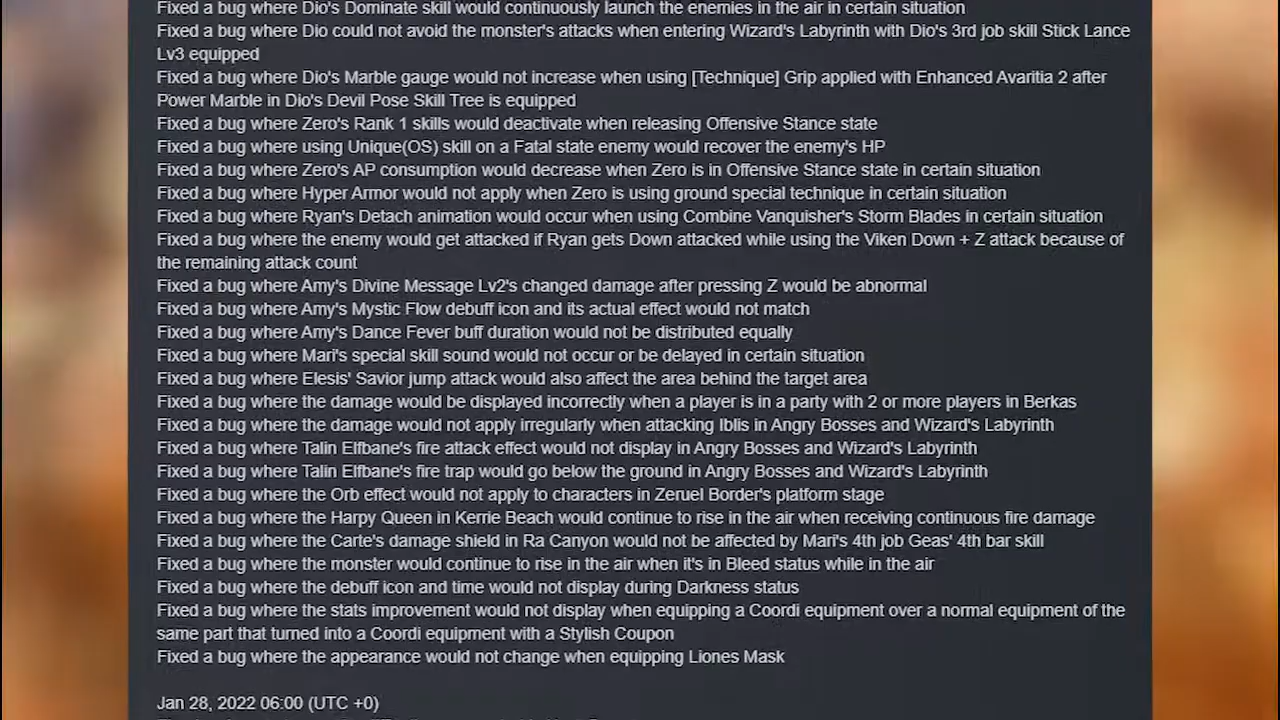 Fixed a bug where Dio's Dominate skill would continuously launch the enemies in the air in certain situation
Fixed a bug where Dio could not avoid the monster's attacks when entering Wizard's Labyrinth with Dio's 3rd job skill Stick Lance
Lv3 equipped
Fixed a bug where Dio's Marble gauge would not increase when using [Technique] Grip applied with Enhanced Avaritia 2 after
Power Marble in Dio's Devil Pose Skill Tree is equipped
Fixed a bug where Zero's Rank 1 skills would deactivate when releasing Offensive Stance state
Fixed a bug where using Unique(OS) skill on a Fatal state enemy would recover the enemy's HP
Fixed a bug where Zero's AP consumption would decrease when Zero is in Offensive Stance state in certain situation
Fixed a bug where Hyper Armor would not apply when Zero is using ground special technique in certain situation
Fixed a bug where Ryan's Detach animation would occur when using Combine Vanquisher's Storm Blades in certain situation
Fixed a bug where the enemy would get attacked if Ryan gets Down attacked while using the Viken Down + Z attack because of
the remaining attack count
Fixed a bug where Amy's Divine Message Lv2's changed damage after pressing Z would be abnormal
Fixed a bug where Amy's Mystic Flow debuff icon and its actual effect would not match
Fixed a bug where Amy's Dance Fever buff duration would not be distributed equally
Fixed a bug where Mari's special skill sound would not occur or be delayed in certain situation
Fixed a bug where Elesis' Savior jump attack would also affect the area behind the target area
Fixed a bug where the damage would be displayed incorrectly when a player is in a party with 2 or more players in Berkas
Fixed a bug where the damage would not apply irregularly when attacking Iblis in Angry Bosses and Wizard's Labyrinth
Fixed a bug where Talin Elfbane's fire attack effect would not display in Angry Bosses and Wizard's Labyrinth
Fixed a bug where Talin Elfbane's fire trap would go below the ground in Angry Bosses and Wizard's Labyrinth
Fixed a bug where the Orb effect would not apply to characters in Zeruel Border's platform stage
Fixed a bug where the Harpy Queen in Kerrie Beach would continue to rise in the air when receiving continuous fire damage
Fixed a bug where the Carte's damage shield in Ra Canyon would not be affected by Mari's 4th job Geas' 4th bar skill
Fixed a bug where the monster would continue to rise in the air when it's in Bleed status while in the air
Fixed a bug where the debuff icon and time would not display during Darkness status
Fixed a bug where the stats improvement would not display when equipping a Coordi equipment over a normal equipment of the
same part that turned into a Coordi equipment with a Stylish Coupon
Fixed a bug where the appearance would not change when equipping Liones Mask
Jan 28, 2022 06:00 (UTC +0)